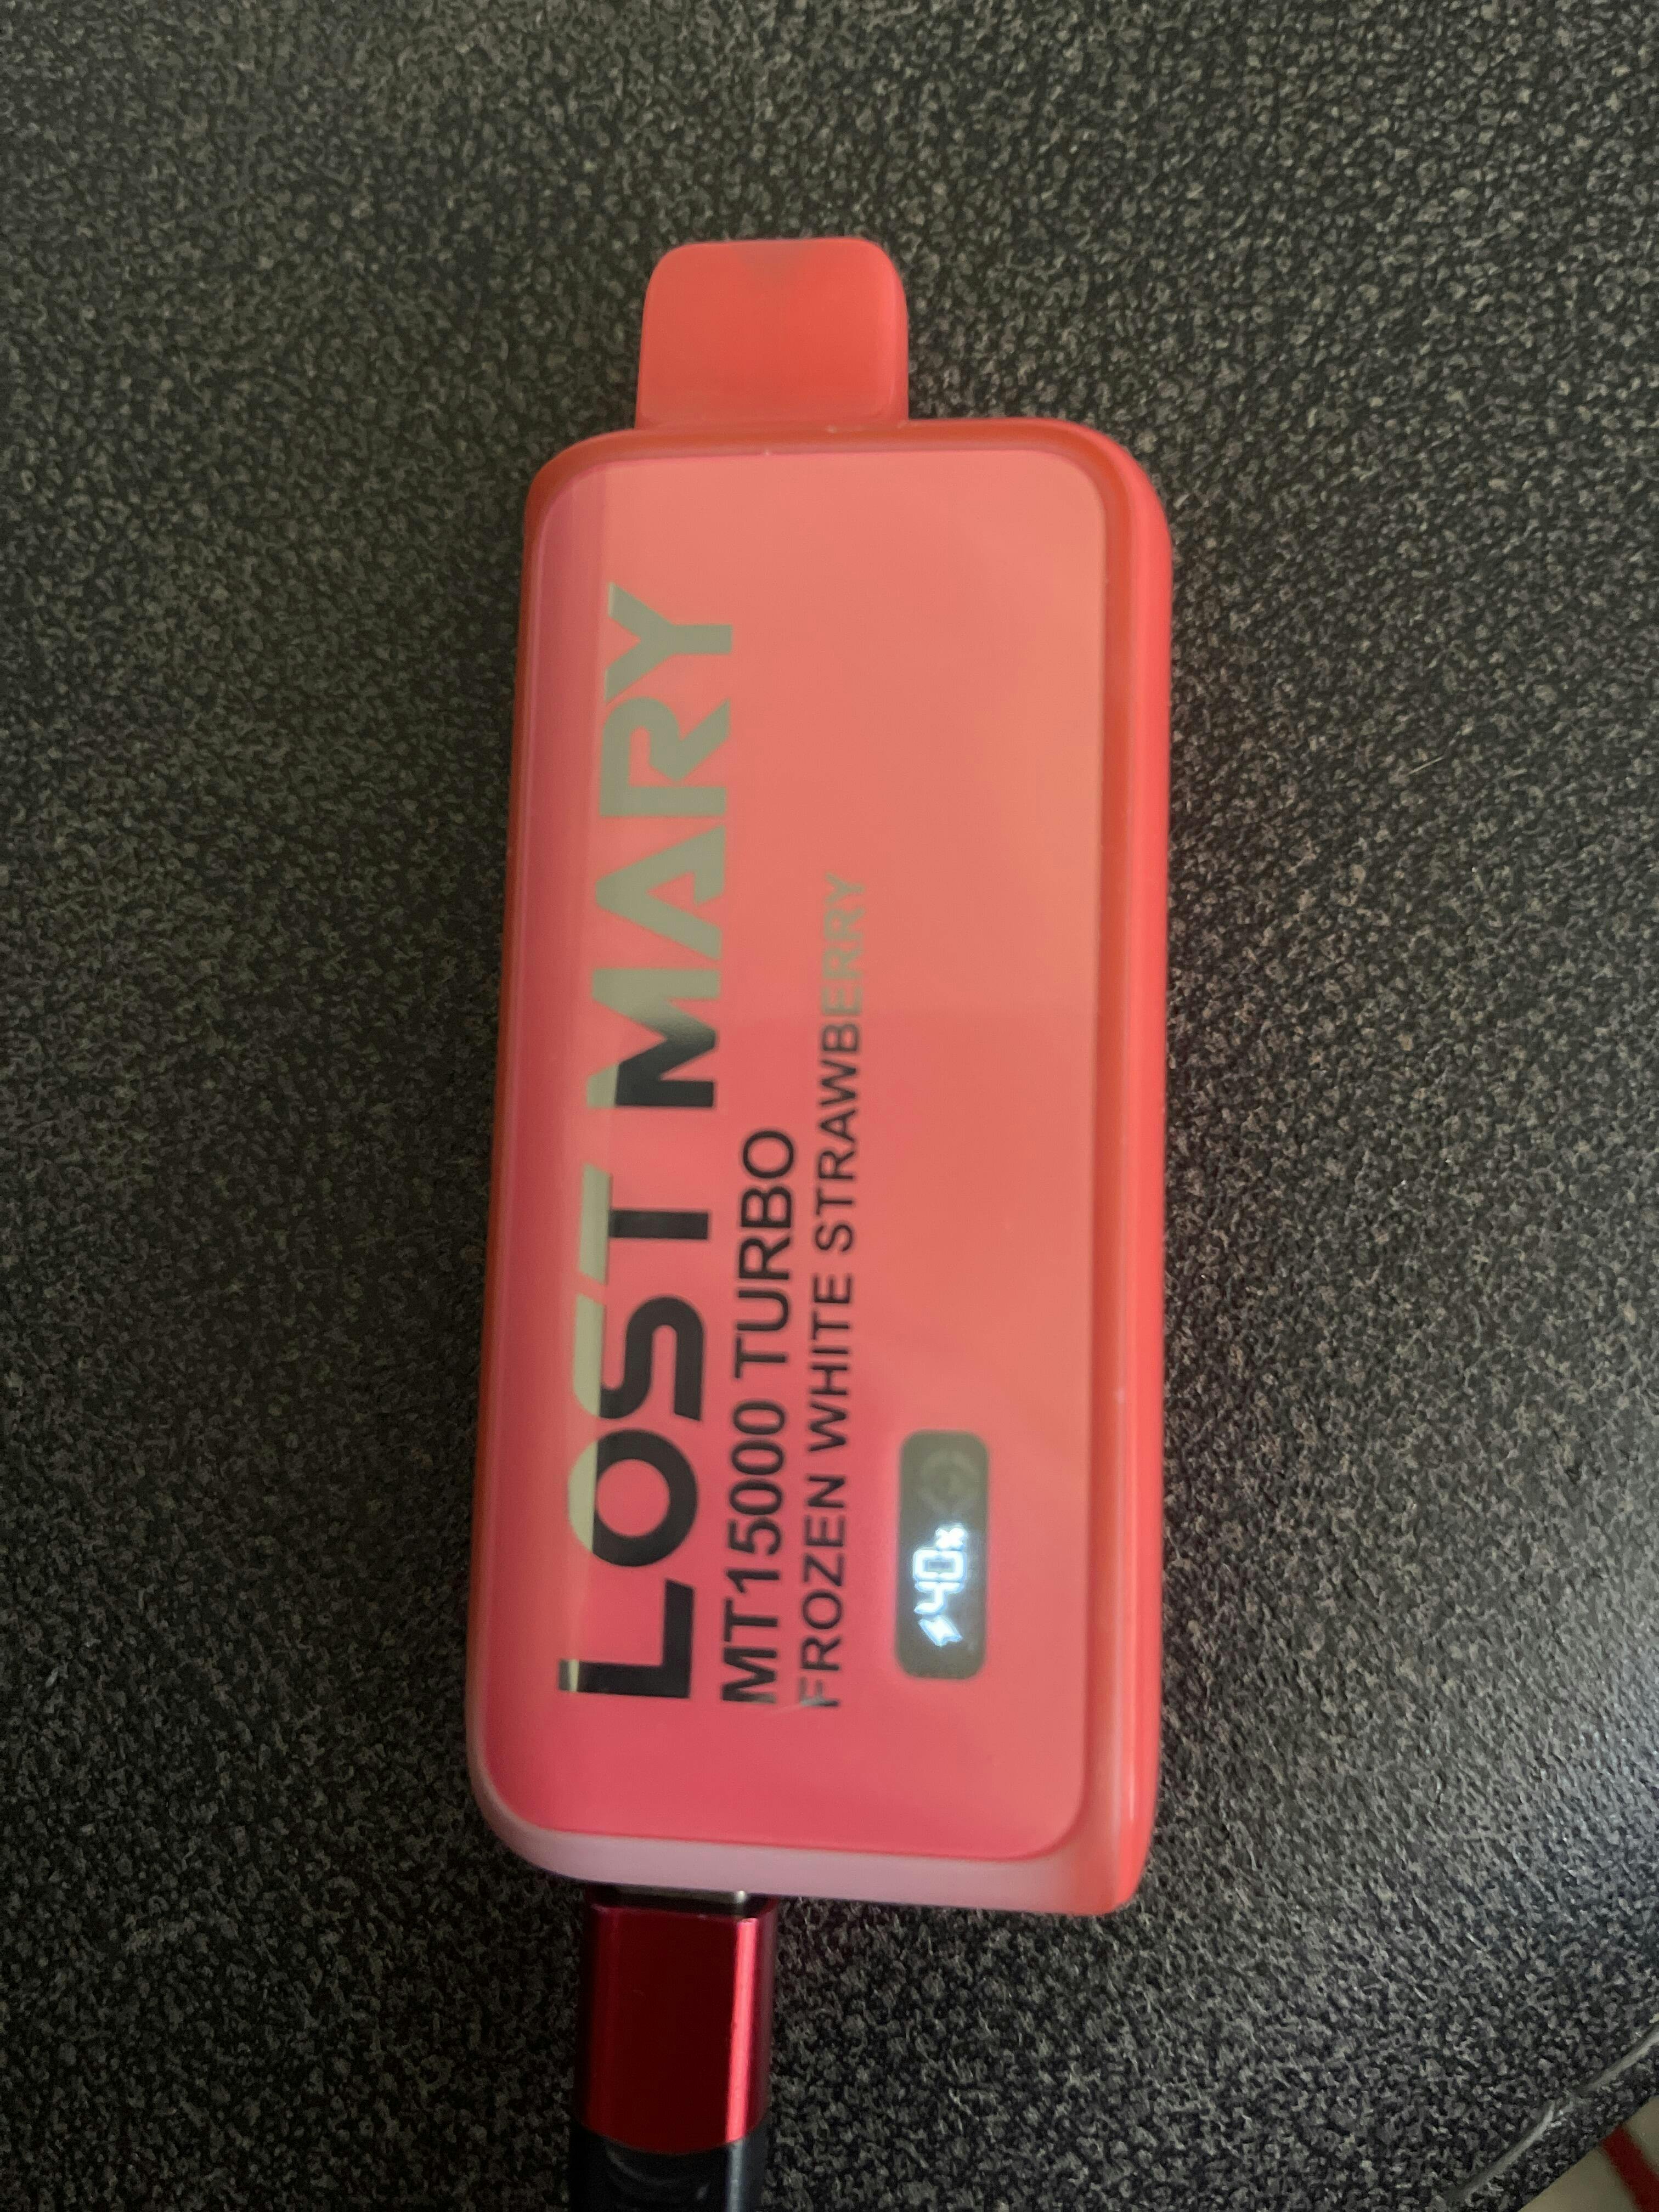 LOST MARY
MT15000 TURBO
FROZEN WHITE STRAWBERRY
40%